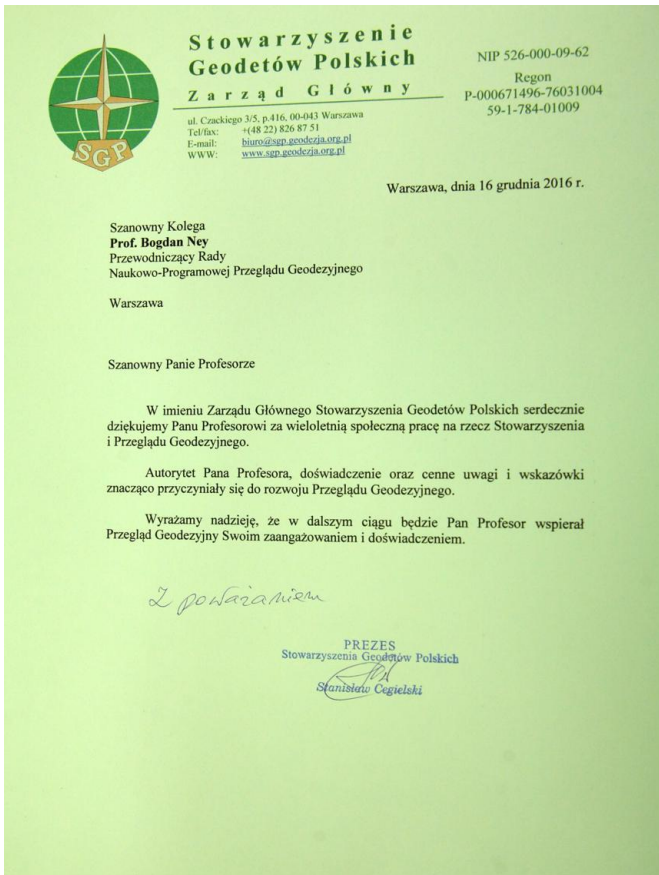 SGP
Stowarzyszenie
Geodetów Polskich
Zarząd Główny
ul. Czackiego 3/5, p.416, 00-043 Warszawa
Tel/fax: +(48 22) 826 87 51
E-mail: biuro@sgp.geodezja.org.pl
WWW: www.sgp.geodezja.org.pl
NIP 526-000-09-62
Regon
P-000671496-76031004
59-1-784-01009
Warszawa, dnia 16 grudnia 2016 r.
Szanowny Kolega
Prof. Bogdan Ney
Przewodniczący Rady
Naukowo-Programowej Przeglądu Geodezyjnego
Warszawa
Szanowny Panie Profesorze
W imieniu Zarządu Głównego Stowarzyszenia Geodetów Polskich serdecznie
dziękujemy Panu Profesorowi za wieloletnią społeczną pracę na rzecz Stowarzyszenia
i Przeglądu Geodezyjnego.
Autorytet Pana Profesora, doświadczenie oraz cenne uwagi i wskazówki
znacząco przyczyniały się do rozwoju Przeglądu Geodezyjnego.
Wyrażamy nadzieję, że w dalszym ciągu będzie Pan Profesor wspierał
Przegląd Geodezyjny Swoim zaangażowaniem i doświadczeniem.
Z poważaniem
PREZES
Stowarzyszenia Geodetów Polskich
Stanisław Cegielski